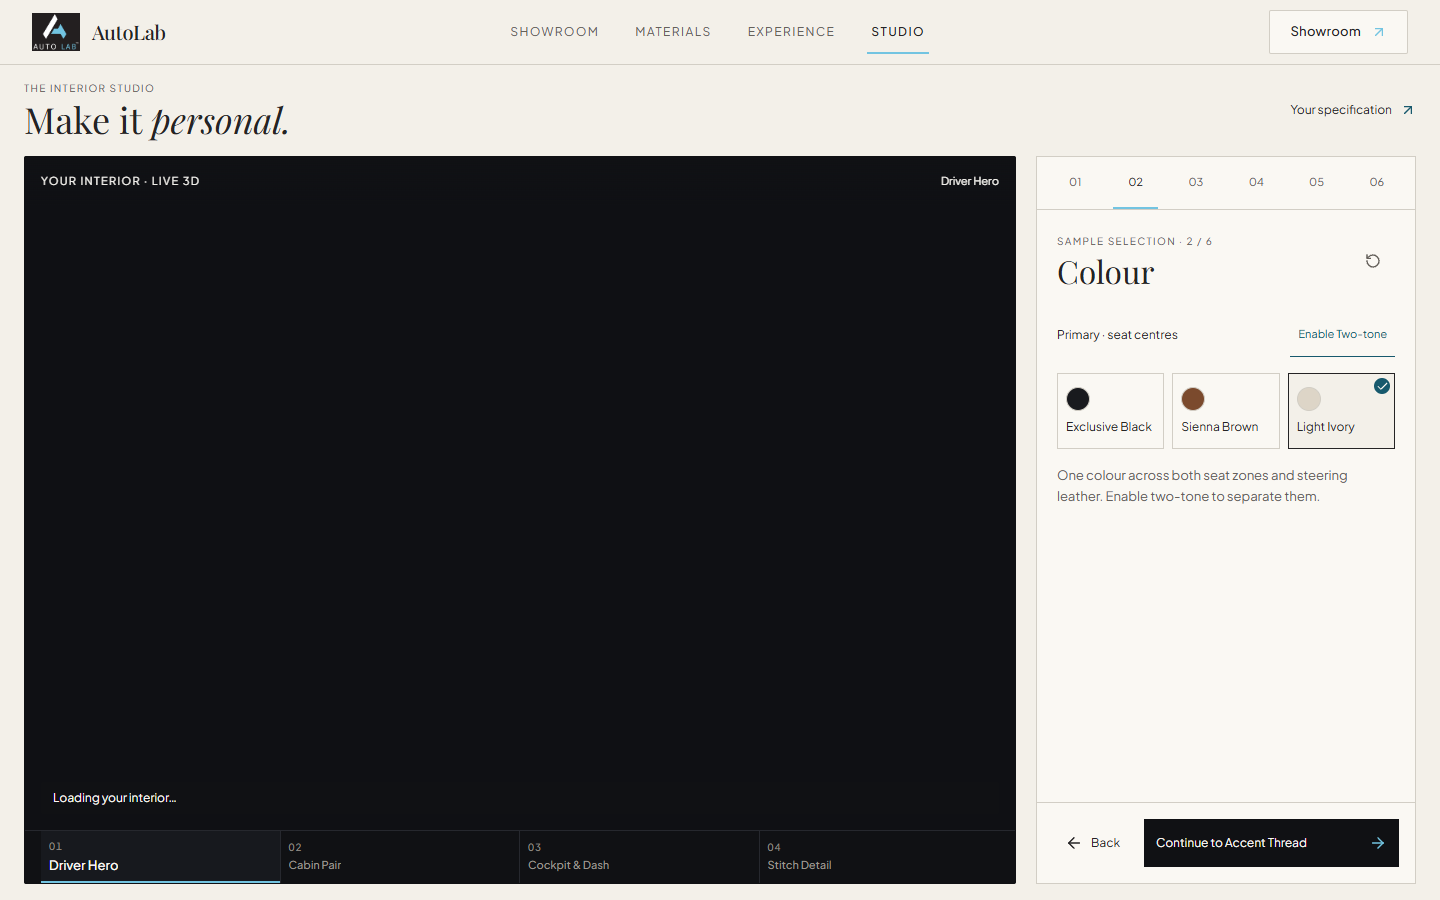 AUTO LAB
AutoLab
SHOWROOM
MATERIALS
EXPERIENCE
STUDIO
Showroom
THE INTERIOR STUDIO
Make it personal.
Your specification
YOUR INTERIOR · LIVE 3D
Driver Hero
Loading your interior…
01
Driver Hero
02
Cabin Pair
03
Cockpit & Dash
04
Stitch Detail
01
02
03
04
05
06
SAMPLE SELECTION · 2 / 6
Colour
Primary · seat centres
Enable Two-tone
Exclusive Black
Sienna Brown
Light Ivory
One colour across both seat zones and steering
leather. Enable two-tone to separate them.
Back
Continue to Accent Thread